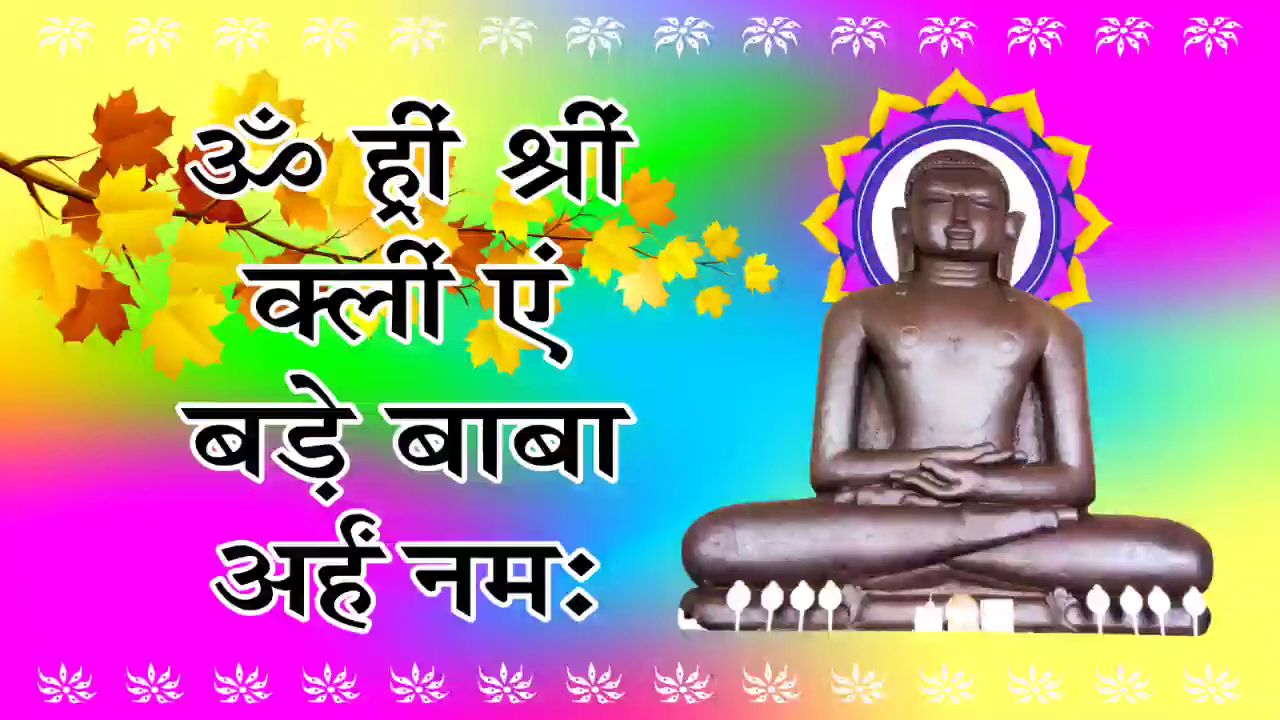 ॐ ह्रीं श्रीं
क्लीं एं
बड़े बाबा
अर्हं नमः